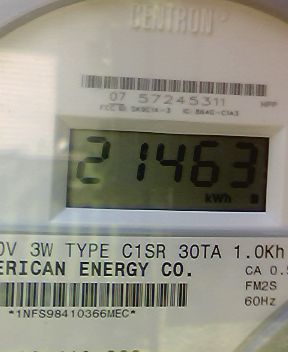 CENTRON
07 57245311 HPP
21463
kWh
0V 3W TYPE C1SR 30TA 1.0Kh
ERICAN ENERGY CO. CA 0.5
FM2S
*1NFS98410366MEC* 60Hz